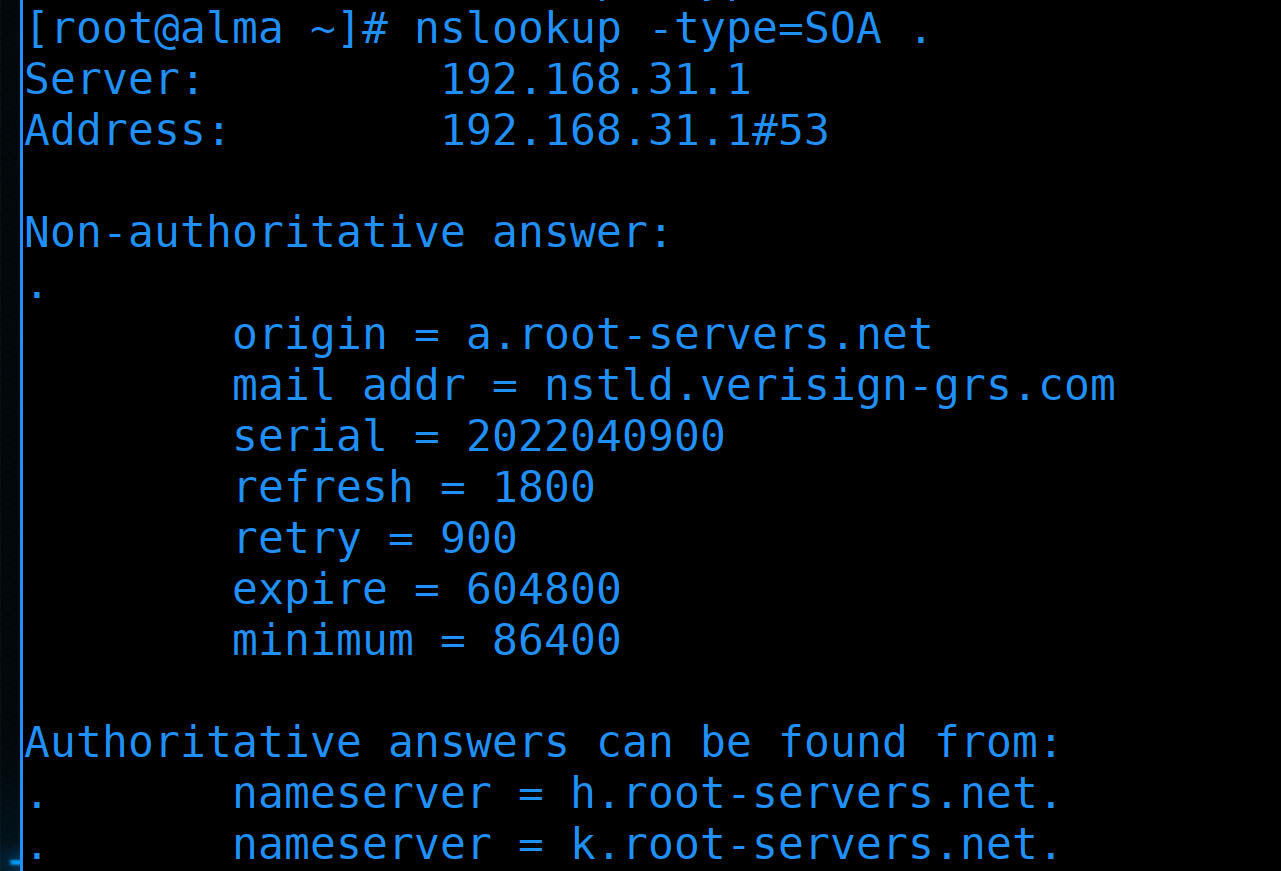 [root@alma ~]# nslookup -type=SOA .
Server:         192.168.31.1
Address:        192.168.31.1#53

Non-authoritative answer:
.
        origin = a.root-servers.net
        mail addr = nstld.verisign-grs.com
        serial = 2022040900
        refresh = 1800
        retry = 900
        expire = 604800
        minimum = 86400

Authoritative answers can be found from:
.       nameserver = h.root-servers.net.
.       nameserver = k.root-servers.net.